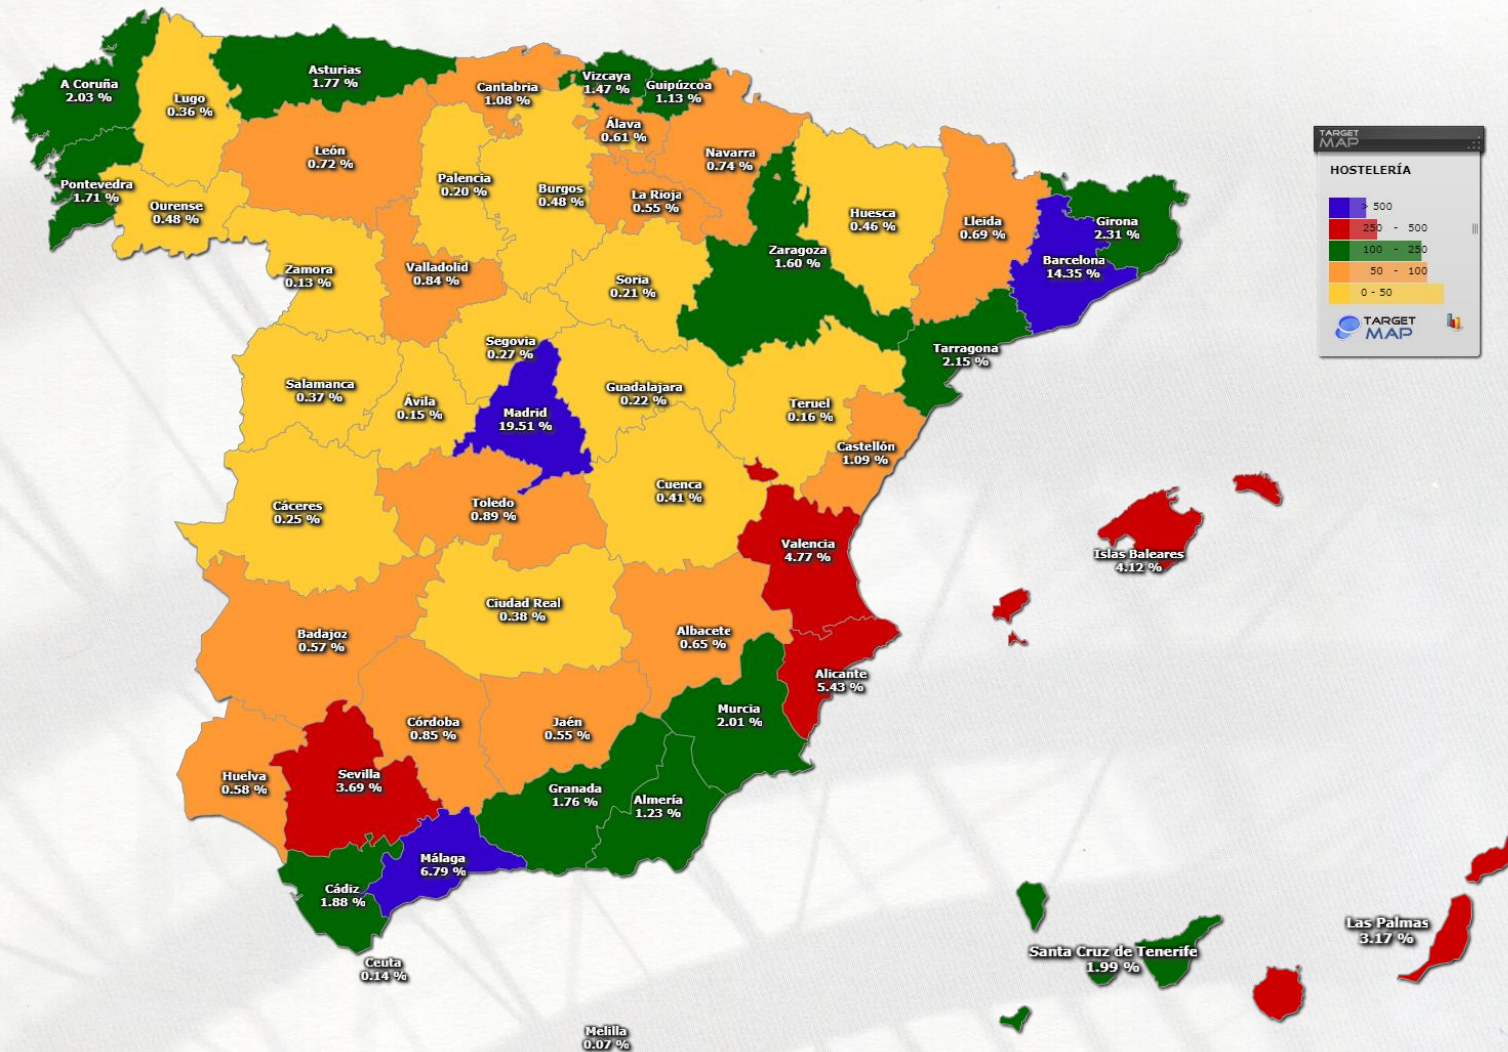 A Coruña
2.03 %
Lugo
0.36 %
Asturias
1.77 %
Cantabria
1.08 %
Vizcaya
1.47 %
Guipúzcoa
1.13 %
Álava
0.61 %
Navarra
0.74 %
León
0.72 %
Palencia
0.20 %
Burgos
0.48 %
La Rioja
0.55 %
Pontevedra
1.71 %
Ourense
0.48 %
Huesca
0.46 %
Lleida
0.69 %
Girona
2.31 %
Barcelona
14.35 %
Zaragoza
1.60 %
Zamora
0.13 %
Valladolid
0.84 %
Soria
0.21 %
Segovia
0.27 %
Tarragona
2.15 %
Salamanca
0.37 %
Ávila
0.15 %
Madrid
19.51 %
Guadalajara
0.22 %
Teruel
0.16 %
Castellón
1.09 %
Cáceres
0.25 %
Toledo
0.89 %
Cuenca
0.41 %
Valencia
4.77 %
Islas Baleares
4.12 %
Ciudad Real
0.38 %
Badajoz
0.57 %
Albacete
0.65 %
Alicante
5.43 %
Murcia
2.01 %
Córdoba
0.85 %
Jaén
0.55 %
Huelva
0.58 %
Sevilla
3.69 %
Granada
1.76 %
Almería
1.23 %
Málaga
6.79 %
Cádiz
1.88 %
Ceuta
0.14 %
Melilla
0.07 %
Santa Cruz de Tenerife
1.99 %
Las Palmas
3.17 %
TARGET
MAP
HOSTELERÍA
> 500
250 - 500
100 - 250
50 - 100
0 - 50
TARGET
MAP